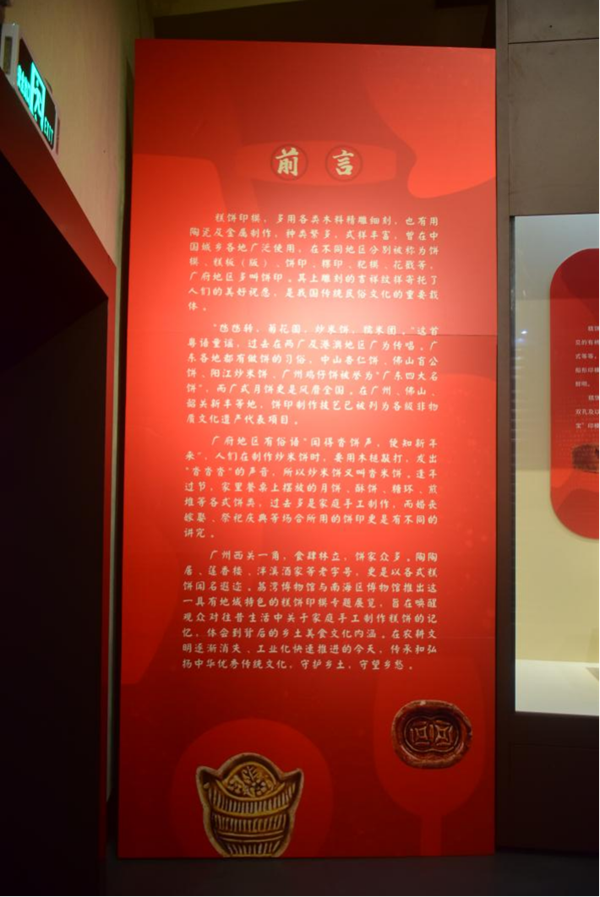 前言
糕饼印模，多用各类木料精雕细刻，也有用
陶瓷及金属制作，种类繁多，式样丰富，曾在中
国城乡各地广泛使用，在不同地区分别被称为饼
模、糕板（版）、饼印、粿印、杞模、花戳等，
广府地区多叫饼印。其上雕刻的吉祥纹样寄托了
人们的美好祝愿，是我国传统民俗文化的重要载
体。
菊花圆，炒米饼，糯米团。”这首
粤语童谣，过去在两广及港澳地区广为传唱。广
东各地都有做饼的习俗，中山杏仁饼、佛山盲公
饼、阳江炒米饼、广州鸡仔饼被誉为“广东四大名
饼”，而广式月饼更是风靡全国。在广州、佛山、
韶关新丰等地，饼印制作技艺已被列为各级非物
质文化遗产代表项目。
广府地区有俗语“闻得沓饼声，便知新年
来”，人们在制作炒米饼时，要用木槌敲打，发出
“沓沓沓”的声音，所以炒米饼又叫沓米饼。逢年
过节，家里餐桌上摆放的月饼、酥饼、糖环、煎
堆等各式饼类，过去多是家庭手工制作，而婚长
嫁娶、祭祀庆典等场合所用的饼印更是有不同的
讲究。
广州西关一角，食肆林立，饼家众多。陶陶
居、莲香楼、泮溪酒家等老字号，更是以各式糕
饼闻名遐迩。荔湾博物馆与南海区博物馆推出这
一具有地域特色的糕饼印模专题展览，旨在唤醒
观众对往昔生活中关于家庭手工制作糕饼的记
忆，体会到背后的乡土美食文化内涵。在农耕文
明逐渐消失、工业化快速推进的今天，传承和弘
扬中华优秀传统文化，守护乡土，守望乡愁。
EXIT